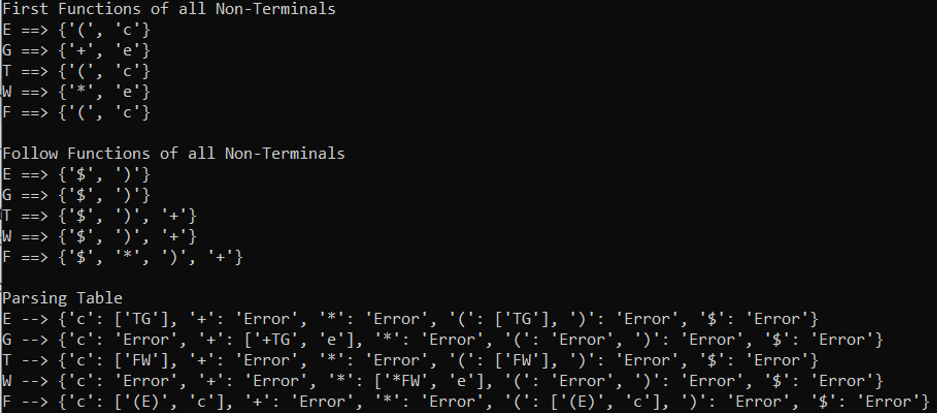 First Functions of all Non-Terminals
E ==> {'(', 'c'}
G ==> {'+', 'e'}
T ==> {'(', 'c'}
W ==> {'*', 'e'}
F ==> {'(', 'c'}
Follow Functions of all Non-Terminals
E ==> {'$', ')'}
G ==> {'$', ')'}
T ==> {'$', ')', '+'}
W ==> {'$', ')', '+'}
F ==> {'$', '*', ')', '+'}
Parsing Table
E --> {'c': ['TG'], '+': 'Error', '*': 'Error', '(': ['TG'], ')': 'Error', '$': 'Error'}
G --> {'c': 'Error', '+': ['+TG', 'e'], '*': 'Error', '(': 'Error', ')': 'Error', '$': 'Error'}
T --> {'c': ['FW'], '+': 'Error', '*': 'Error', '(': ['FW'], ')': 'Error', '$': 'Error'}
W --> {'c': 'Error', '+': 'Error', '*': ['*FW', 'e'], '(': 'Error', ')': 'Error', '$': 'Error'}
F --> {'c': ['(E)', 'c'], '+': 'Error', '*': 'Error', '(': ['(E)', 'c'], ')': 'Error', '$': 'Error'}